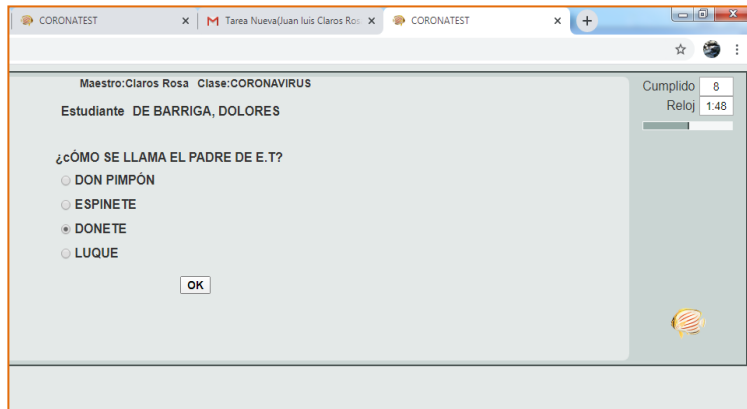 CORONATEST
Tarea Nueva(Juan luis Claros Ros
CORONATEST
Maestro:Claros Rosa Clase:CORONAVIRUS
Cumplido 8
Estudiante DE BARRIGA, DOLORES
Reloj 1:48
¿cÓMO SE LLAMA EL PADRE DE E.T?
DON PIMPÓN
ESPINETE
DONETE
LUQUE
OK